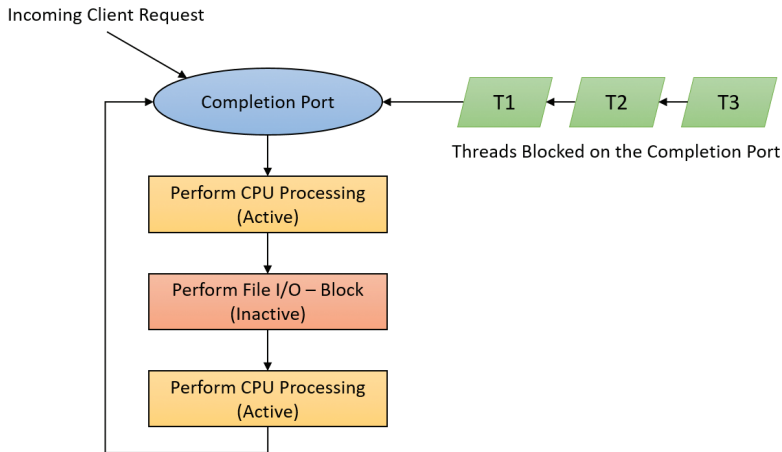 Incoming Client Request
Completion Port
T1
T2
T3
Threads Blocked on the Completion Port
Perform CPU Processing
(Active)
Perform File I/O – Block
(Inactive)
Perform CPU Processing
(Active)